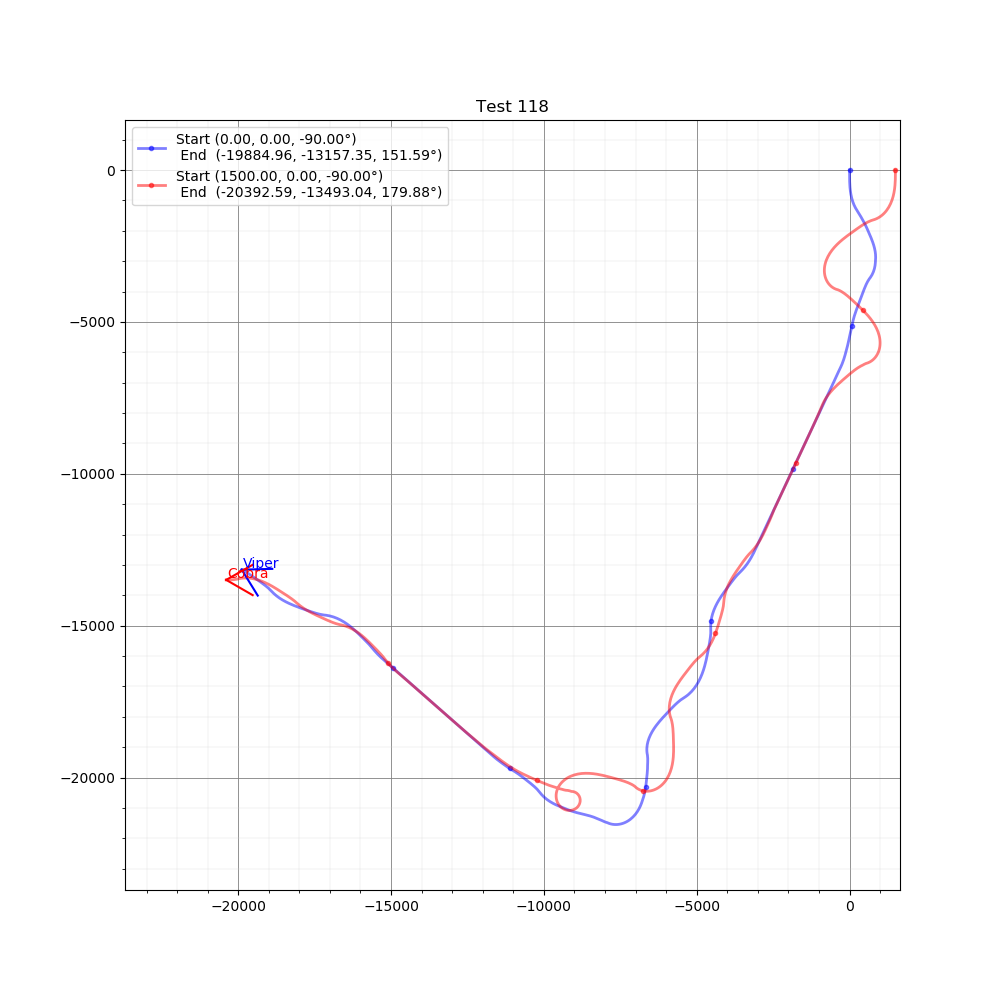 Test 118
Start (0.00, 0.00, -90.00°)
End (-19884.96, -13157.35, 151.59°)
Start (1500.00, 0.00, -90.00°)
End (-20392.59, -13493.04, 179.88°)
0
−5000
−10000
Viper
Cobra
−15000
−20000
−20000 −15000 −10000 −5000 0